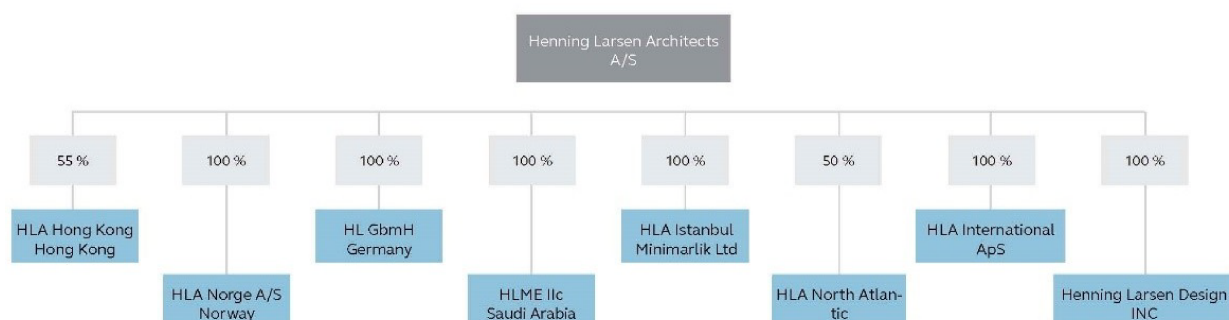 Henning Larsen Architects
A/S
55 %
100 %
100 %
100 %
100 %
50 %
100 %
100 %
HLA Hong Kong
Hong Kong
HL GbmH
Germany
HLA Istanbul
Minimarlik Ltd
HLA International
ApS
HLA Norge A/S
Norway
HLME IIc
Saudi Arabia
HLA North Atlan-
tic
Henning Larsen Design
INC